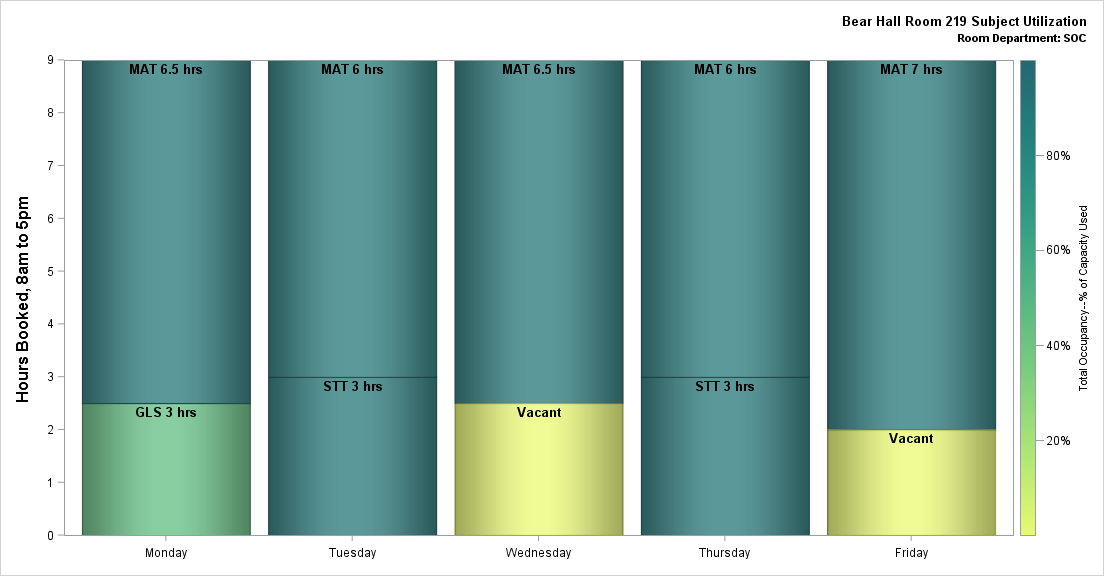 Bear Hall Room 219 Subject Utilization
Room Department: SOC
Hours Booked, 8am to 5pm
9
8
7
6
5
4
3
2
1
0
MAT 6.5 hrs
GLS 3 hrs
MAT 6 hrs
STT 3 hrs
MAT 6.5 hrs
Vacant
MAT 6 hrs
STT 3 hrs
MAT 7 hrs
Vacant
Monday
Tuesday
Wednesday
Thursday
Friday
80%
60%
40%
20%
Total Occupancy--% of Capacity Used